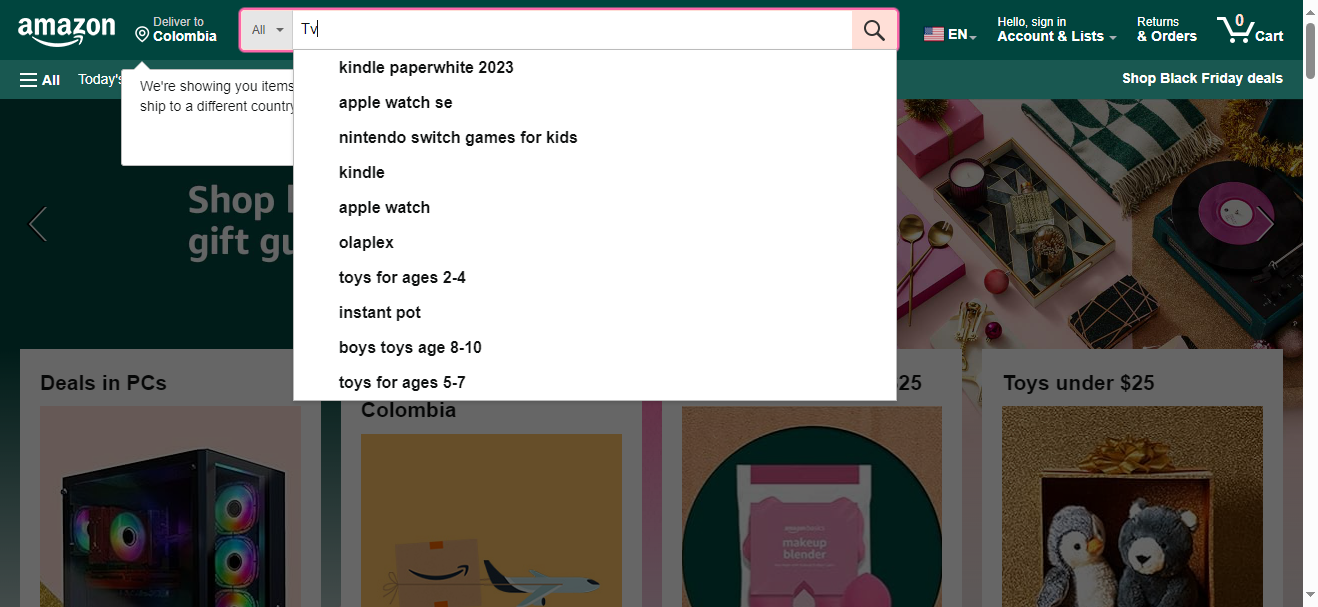 amazon
Deliver to
Colombia
All
Tv
EN
Hello, sign in
Account & Lists
Returns
& Orders
0
Cart
All
Today's
Shop Black Friday deals
We're showing you items
ship to a different country
kindle paperwhite 2023
apple watch se
nintendo switch games for kids
kindle
apple watch
olaplex
toys for ages 2-4
instant pot
boys toys age 8-10
toys for ages 5-7
Shop
gift gu
Deals in PCs
Colombia
25
Toys under $25
amazon basics
makeup
blender